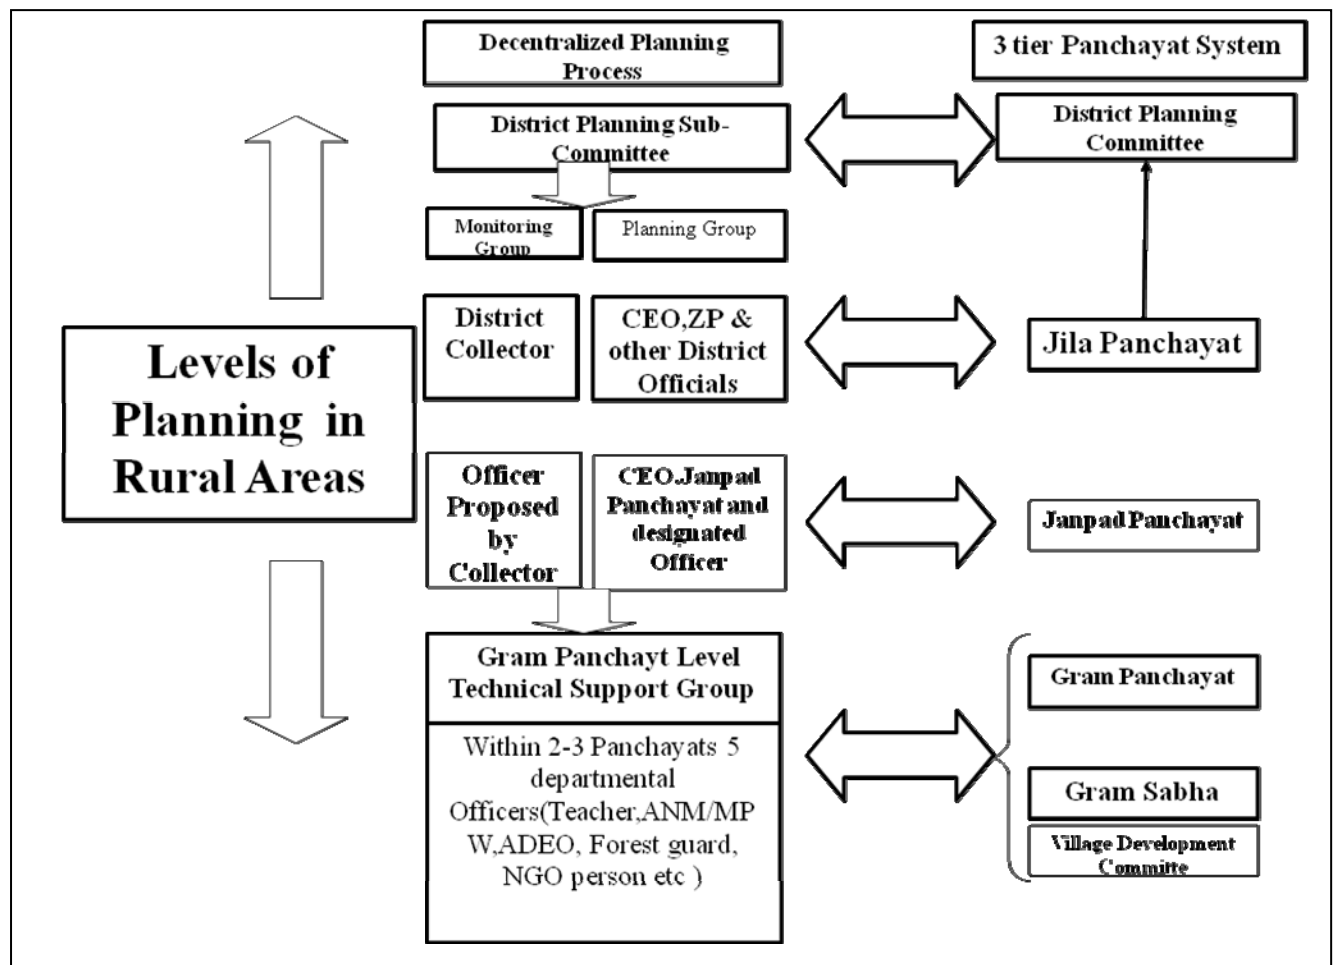 Decentralized Planning
Process
3 tier Panchayat System
District Planning Sub-
Committee
District Planning
Committee
Monitoring
Group
Planning Group
Levels of
Planning in
Rural Areas
District
Collector
CEO,ZP &
other District
Officials
Jila Panchayat
Officer
Proposed
by
Collector
CEO.Janpad
Panchayat and
designated
Officer
Janpad Panchayat
Gram Panchayt Level
Technical Support Group
Within 2-3 Panchayats 5
departmental
Officers(Teacher,ANM/MP
W,ADEO, Forest guard,
NGO person etc )
Gram Panchayat
Gram Sabha
Village Development
Committe